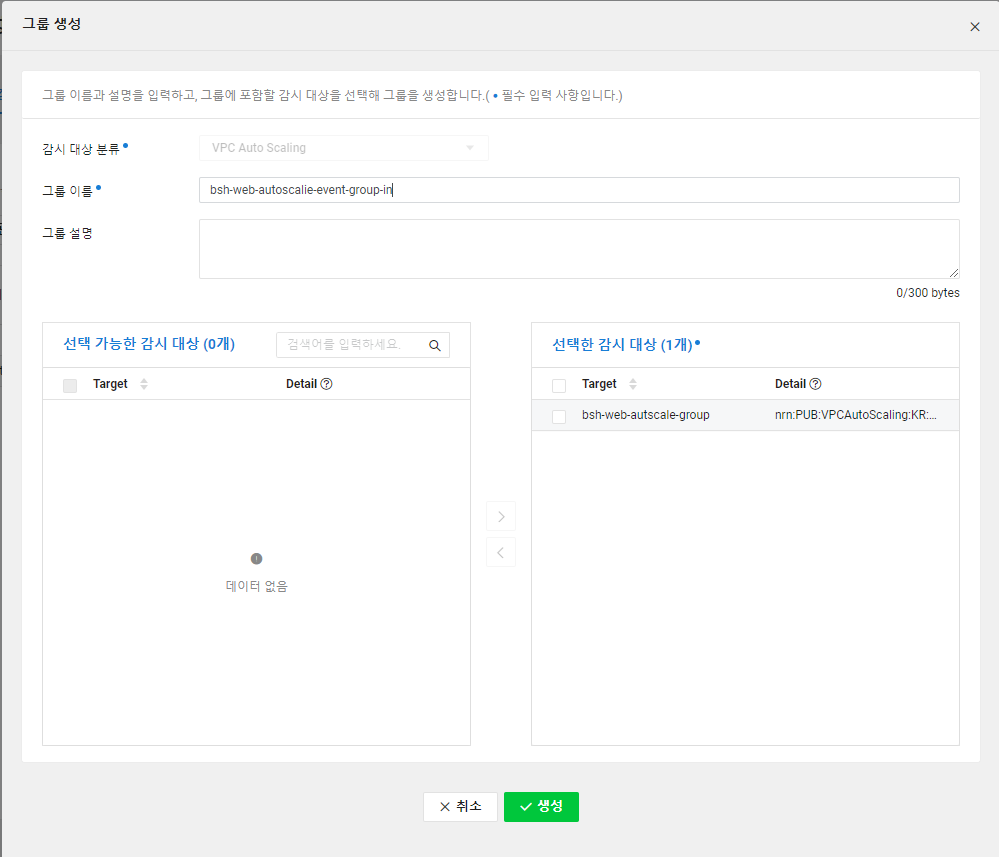 그룹 생성
그룹 이름과 설명을 입력하고, 그룹에 포함할 감시 대상을 선택해 그룹을 생성합니다.( • 필수 입력 사항입니다.)
감시 대상 분류 •
VPC Auto Scaling
그룹 이름 •
bsh-web-autoscalie-event-group-in
그룹 설명
0/300 bytes
선택 가능한 감시 대상 (0개)
검색어를 입력하세요.
선택한 감시 대상 (1개) •
Target
Detail
Target
Detail
bsh-web-autscale-group
nrn:PUB:VPCAutoScaling:KR:...
데이터 없음
취소
생성